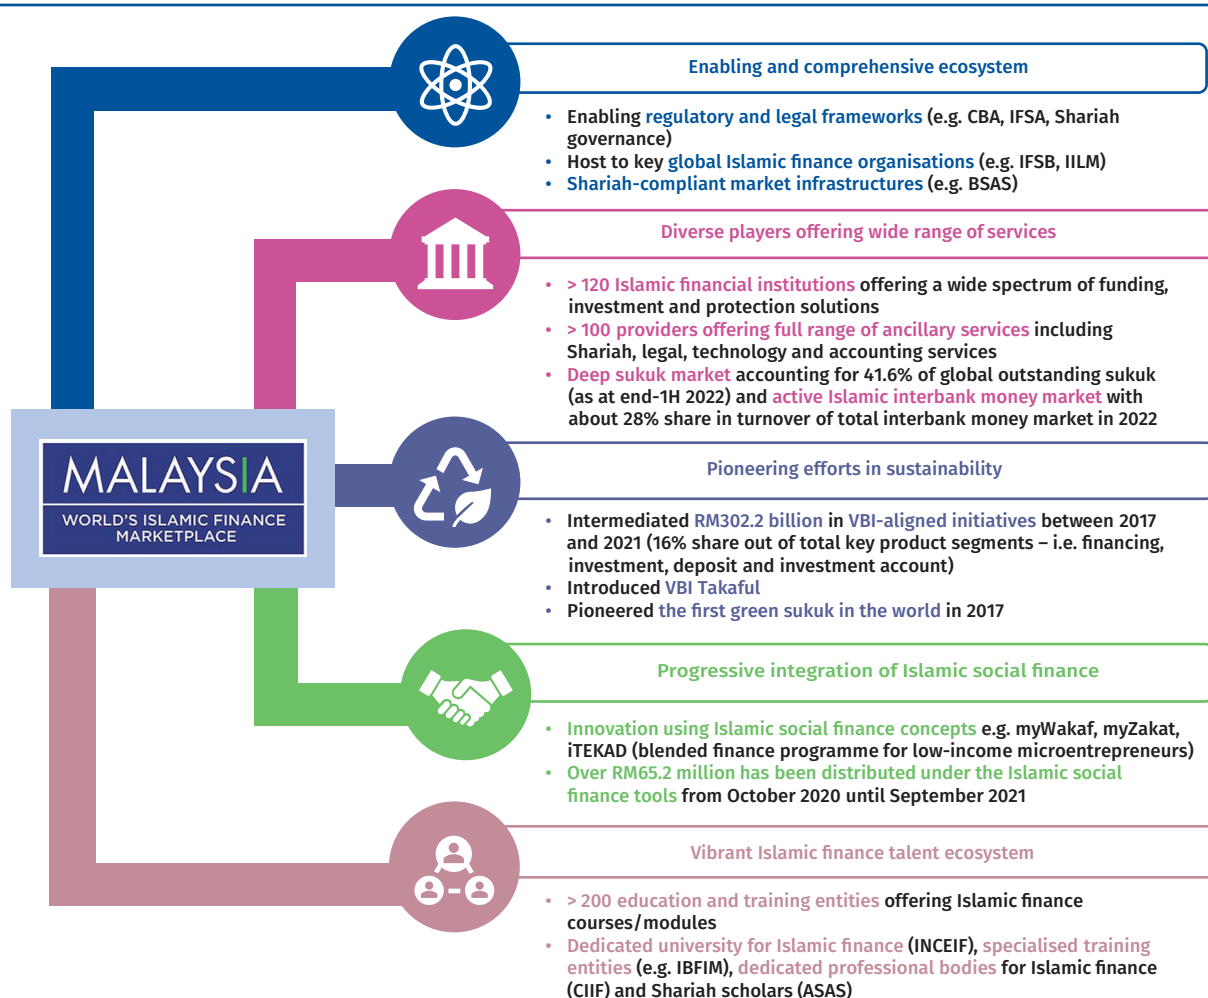 Enabling and comprehensive ecosystem
• Enabling regulatory and legal frameworks (e.g. CBA, IFSA, Shariah
governance)
• Host to key global Islamic finance organisations (e.g. IFSB, IILM)
• Shariah-compliant market infrastructures (e.g. BSAS)
Diverse players offering wide range of services
• > 120 Islamic financial institutions offering a wide spectrum of funding,
investment and protection solutions
• > 100 providers offering full range of ancillary services including
Shariah, legal, technology and accounting services
• Deep sukuk market accounting for 41.6% of global outstanding sukuk
(as at end-1H 2022) and active Islamic interbank money market with
about 28% share in turnover of total interbank money market in 2022
MALAYSIA
WORLD'S ISLAMIC FINANCE
MARKETPLACE
Pioneering efforts in sustainability
• Intermediated RM302.2 billion in VBI-aligned initiatives between 2017
and 2021 (16% share out of total key product segments – i.e. financing,
investment, deposit and investment account)
• Introduced VBI Takaful
• Pioneered the first green sukuk in the world in 2017
Progressive integration of Islamic social finance
• Innovation using Islamic social finance concepts e.g. myWakaf, myZakat,
iTEKAD (blended finance programme for low-income microentrepreneurs)
• Over RM65.2 million has been distributed under the Islamic social
finance tools from October 2020 until September 2021
Vibrant Islamic finance talent ecosystem
• > 200 education and training entities offering Islamic finance
courses/modules
• Dedicated university for Islamic finance (INCEIF), specialised training
entities (e.g. IBFIM), dedicated professional bodies for Islamic finance
(CIIF) and Shariah scholars (ASAS)